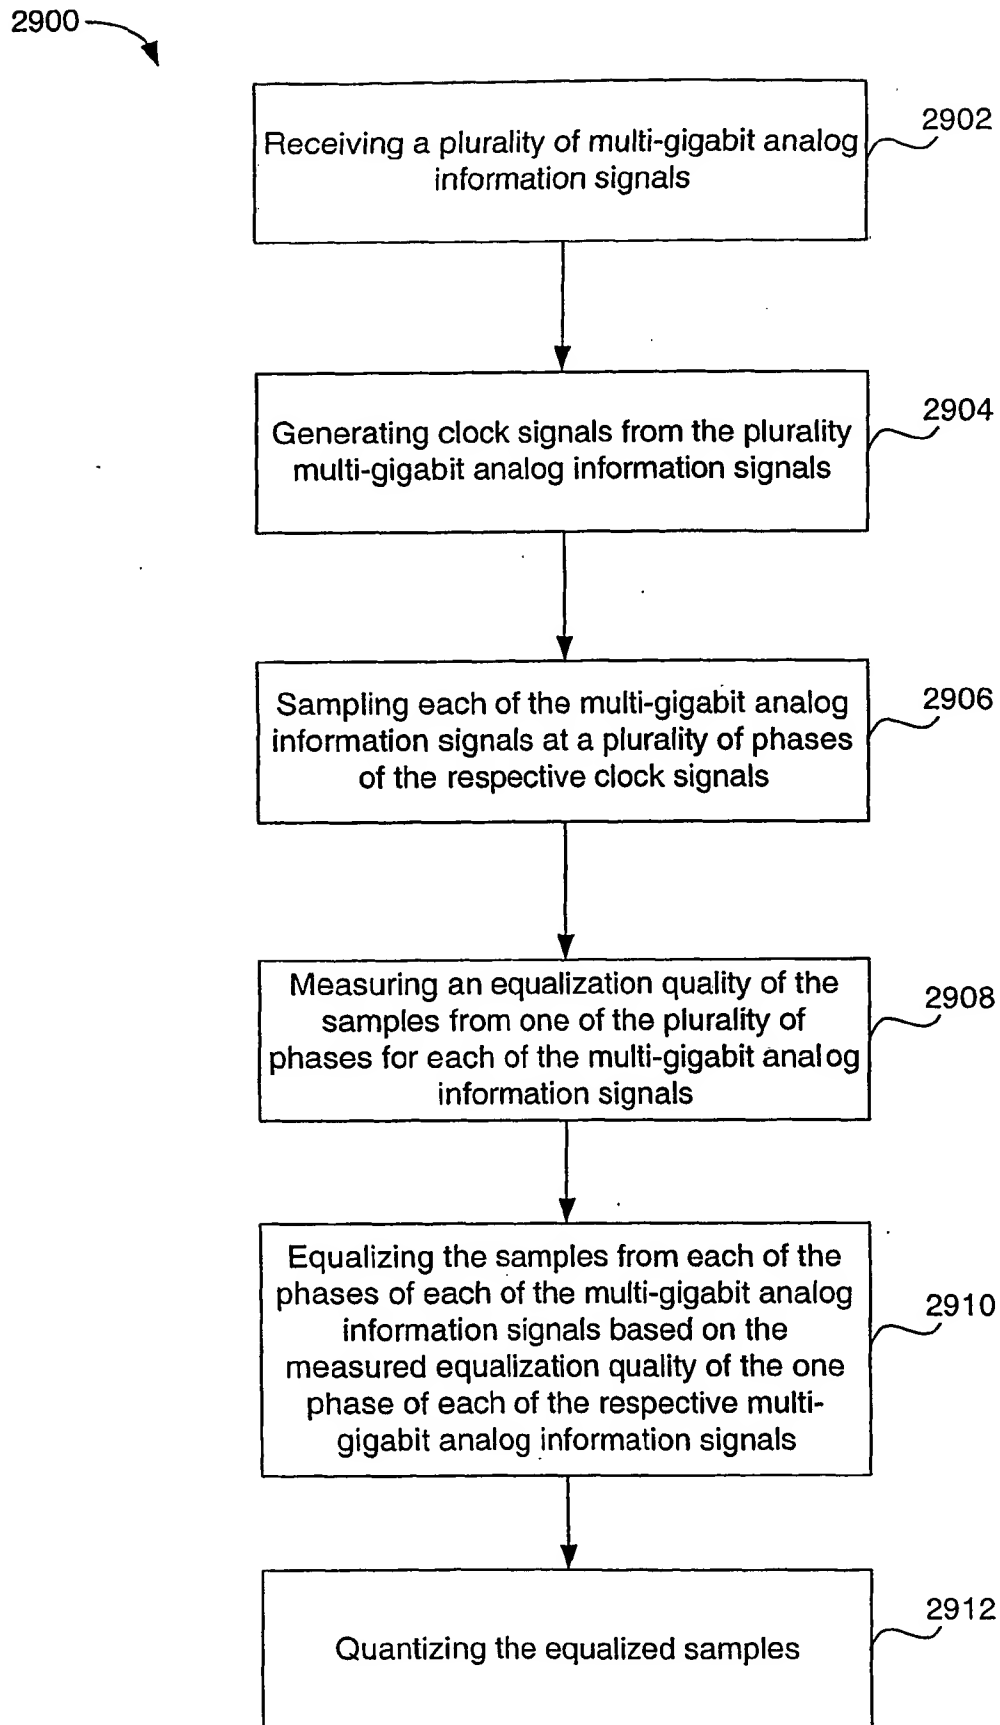 2900
Receiving a plurality of multi-gigabit analog
information signals
2902
Generating clock signals from the plurality
multi-gigabit analog information signals
2904
Sampling each of the multi-gigabit analog
information signals at a plurality of phases
of the respective clock signals
2906
Measuring an equalization quality of the
samples from one of the plurality of
phases for each of the multi-gigabit analog
information signals
2908
Equalizing the samples from each of the
phases of each of the multi-gigabit analog
information signals based on the
measured equalization quality of the one
phase of each of the respective multi-
gigabit analog information signals
2910
Quantizing the equalized samples
2912